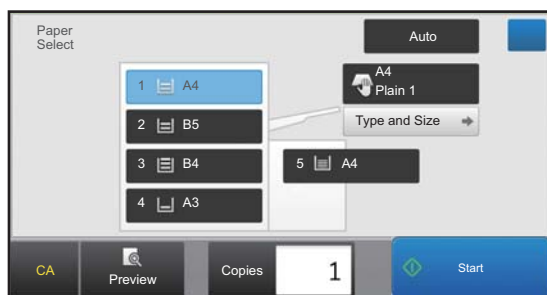 Paper
Select
Auto
1 A4
A4
Plain 1
2 B5
Type and Size
3 B4
5 A4
4 A3
CA
Preview
Copies
1
Start